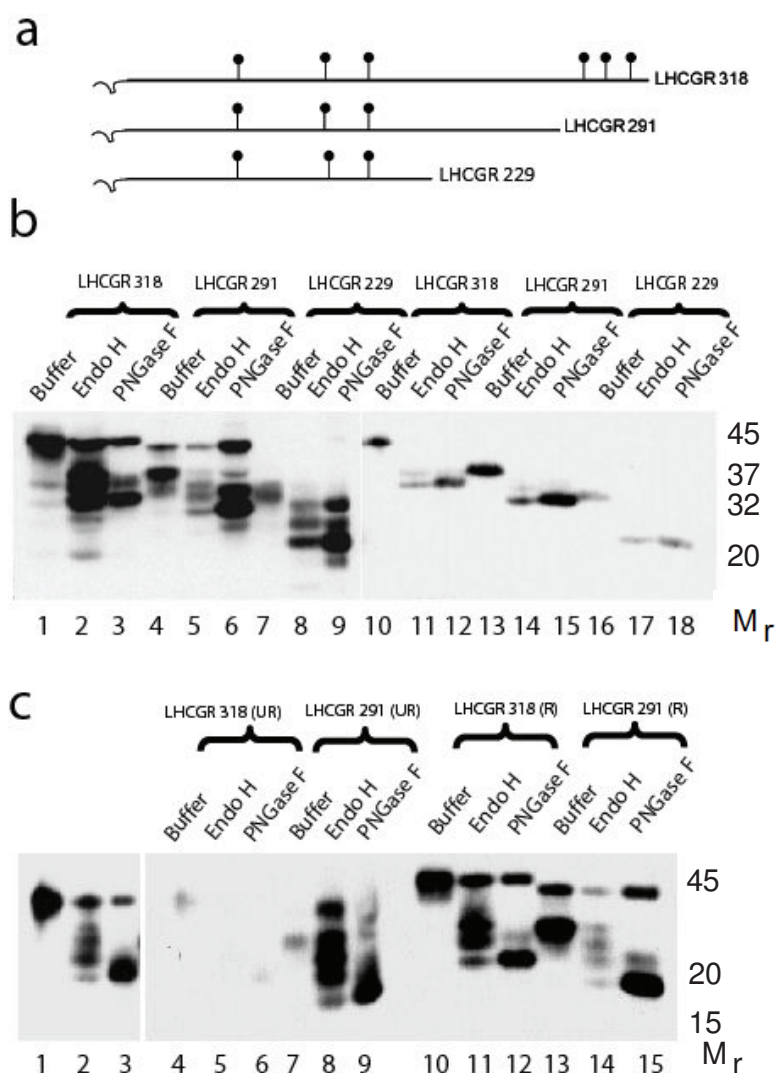 a
LHCGR 318
LHCGR 291
LHCGR 229
b
LHCGR 318 LHCGR 291 LHCGR 229 LHCGR 318 LHCGR 291 LHCGR 229
Buffer Endo H PNGase F Buffer Endo H PNGase F Buffer Endo H PNGase F Buffer Endo H PNGase F Buffer Endo H PNGase F Buffer Endo H PNGase F
45
37
32
20
1 2 3 4 5 6 7 8 9 10 11 12 13 14 15 16 17 18 Mr
c
LHCGR 318 (UR) LHCGR 291 (UR) LHCGR 318 (R) LHCGR 291 (R)
Buffer Endo H PNGase F Buffer Endo H PNGase F Buffer Endo H PNGase F Buffer Endo H PNGase F
45
20
15
1 2 3 4 5 6 7 8 9 10 11 12 13 14 15 Mr